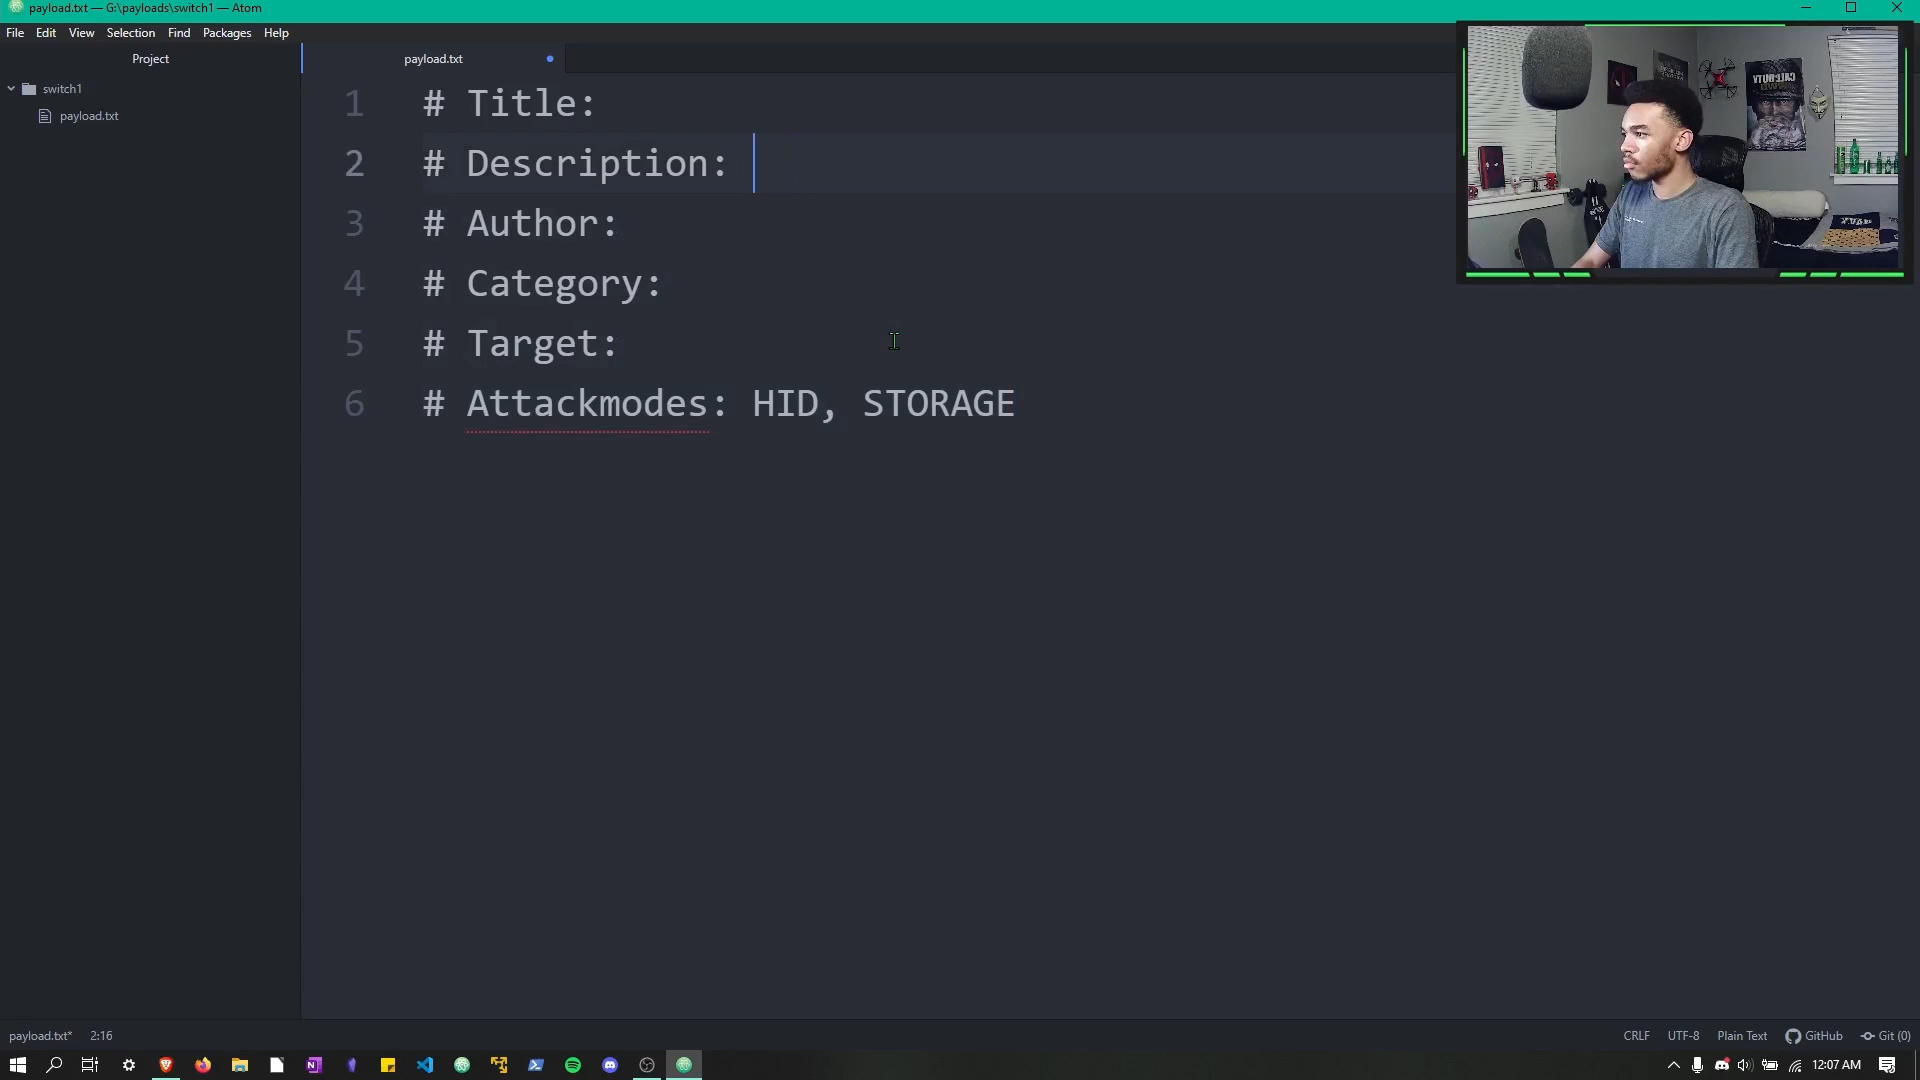 payload.txt — G:\payloads\switch1 — Atom
File Edit View Selection Find Packages Help
Project
payload.txt
switch1
payload.txt
1 # Title:
2 # Description:
3 # Author:
4 # Category:
5 # Target:
6 # Attackmodes: HID, STORAGE
payload.txt* 2:16
CRLF UTF-8 Plain Text GitHub Git (0)
12:07 AM